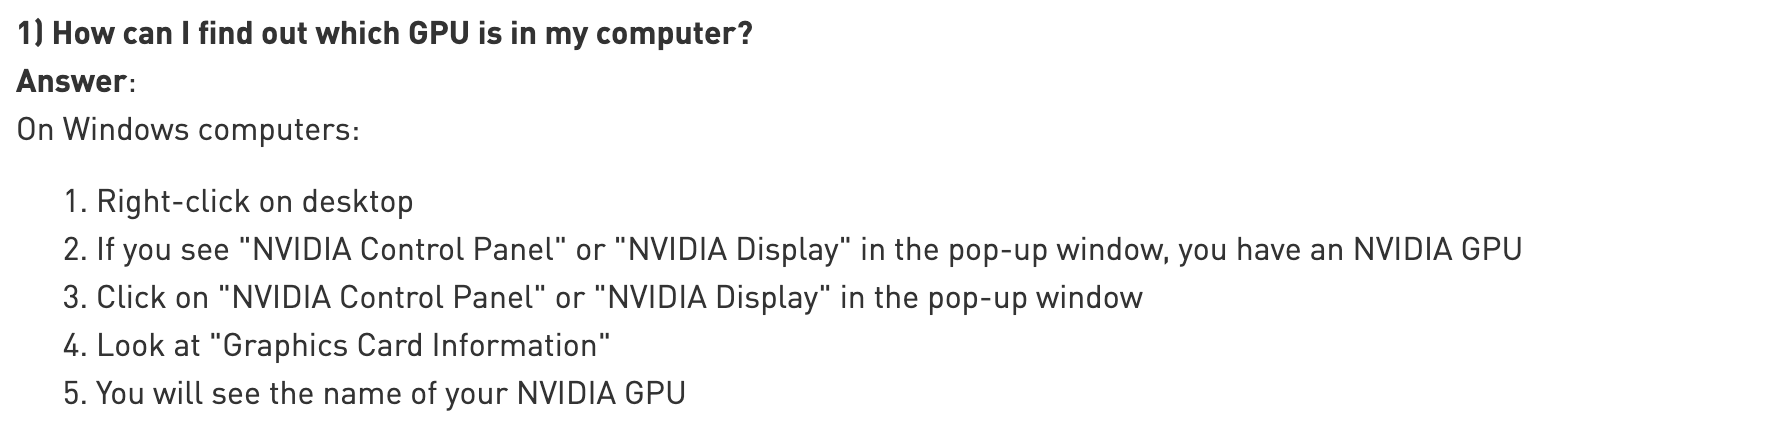 1) How can I find out which GPU is in my computer?
Answer:
On Windows computers:
1. Right-click on desktop
2. If you see "NVIDIA Control Panel" or "NVIDIA Display" in the pop-up window, you have an NVIDIA GPU
3. Click on "NVIDIA Control Panel" or "NVIDIA Display" in the pop-up window
4. Look at "Graphics Card Information"
5. You will see the name of your NVIDIA GPU